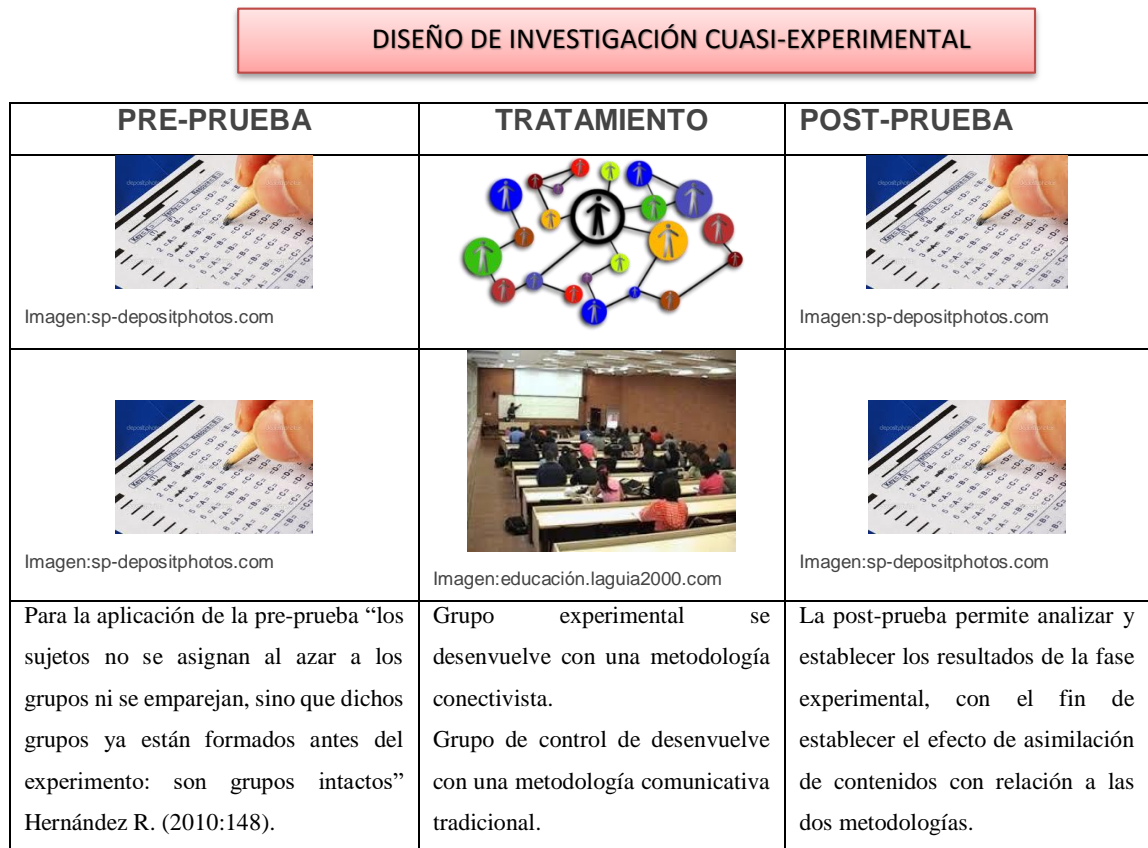 DISEÑO DE INVESTIGACIÓN CUASI-EXPERIMENTAL
PRE-PRUEBA
TRATAMIENTO
POST-PRUEBA
Imagen:sp-depositphotos.com
Imagen:sp-depositphotos.com
Imagen:sp-depositphotos.com
Imagen:educación.laguia2000.com
Imagen:sp-depositphotos.com
Para la aplicación de la pre-prueba “los
sujetos no se asignan al azar a los
grupos ni se emparejan, sino que dichos
grupos ya están formados antes del
experimento: son grupos intactos”
Hernández R. (2010:148).
Grupo experimental se
desenvuelve con una metodología
conectivista.
Grupo de control de desenvuelve
con una metodología comunicativa
tradicional.
La post-prueba permite analizar y
establecer los resultados de la fase
experimental, con el fin de
establecer el efecto de asimilación
de contenidos con relación a las
dos metodologías.